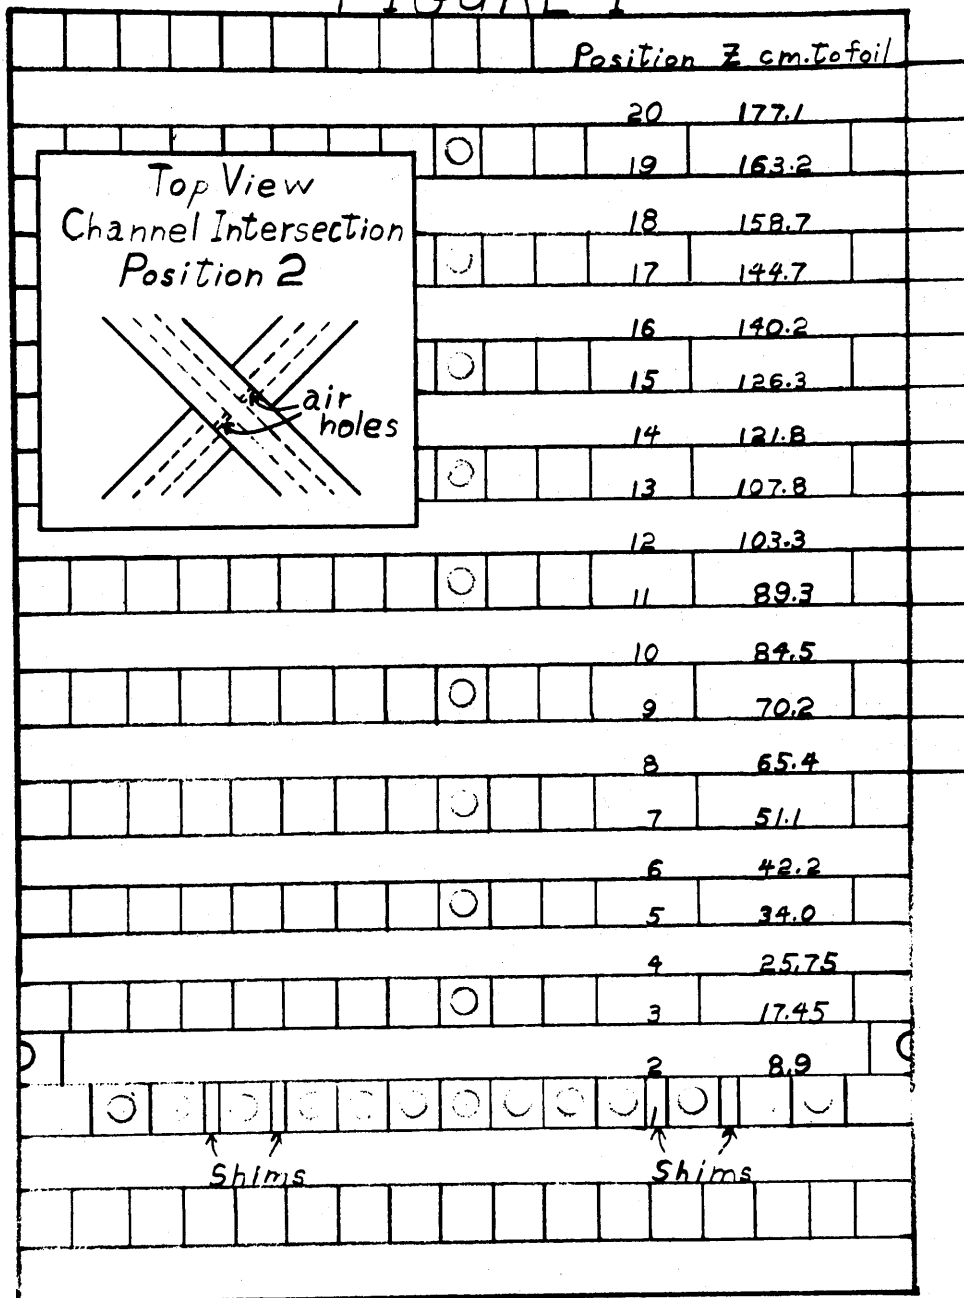 FIGURE 1
Position Z cm. to foil
20 177.1
19 163.2
18 158.7
17 144.7
16 140.2
15 126.3
14 121.8
13 107.8
12 103.3
11 89.3
10 84.5
9 70.2
8 65.4
7 51.1
6 42.2
5 34.0
4 25.75
3 17.45
2 8.9
1
Shims Shims
Top View
Channel Intersection
Position 2
air
holes